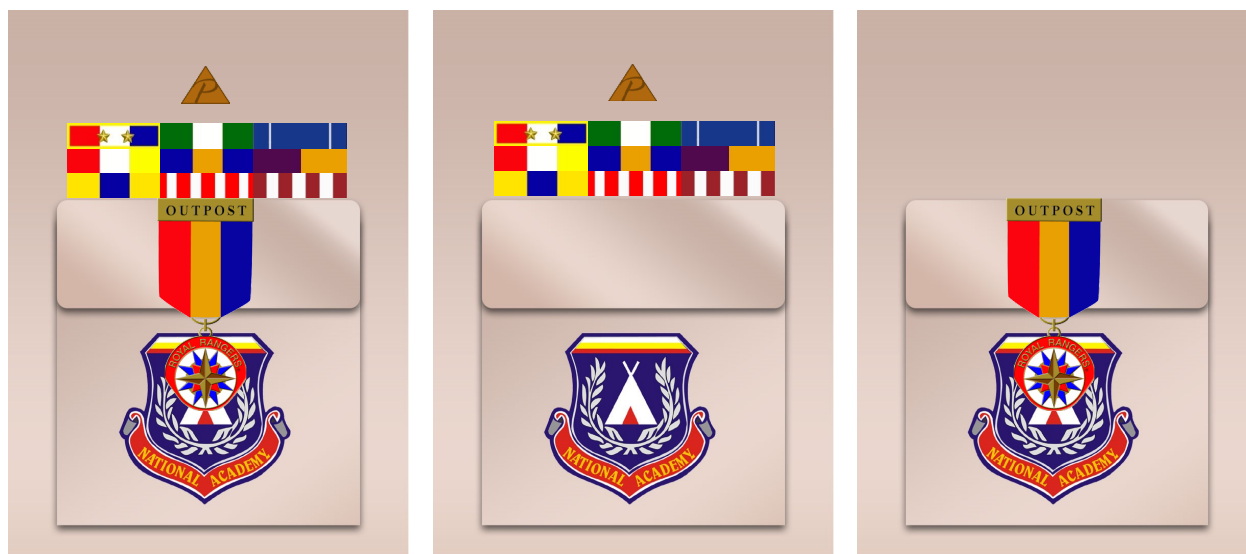 P
OUTPOST
ROYAL RANGERS
NATIONAL ACADEMY
P
NATIONAL ACADEMY
OUTPOST
ROYAL RANGERS
NATIONAL ACADEMY